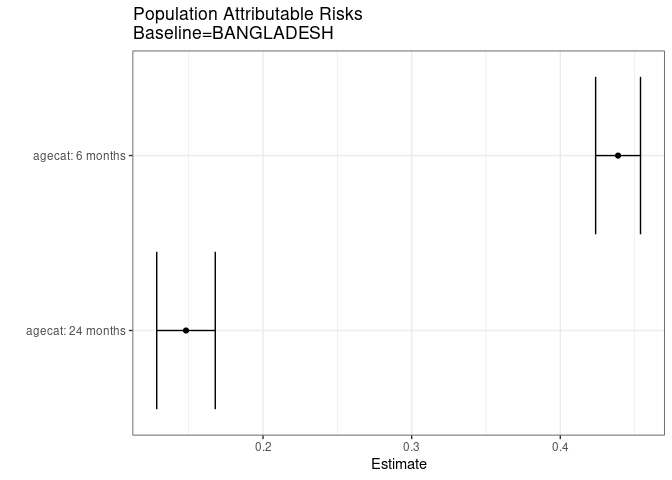 Population Attributable Risks
Baseline=BANGLADESH
agecat: 6 months
agecat: 24 months
0.2
0.3
0.4
Estimate